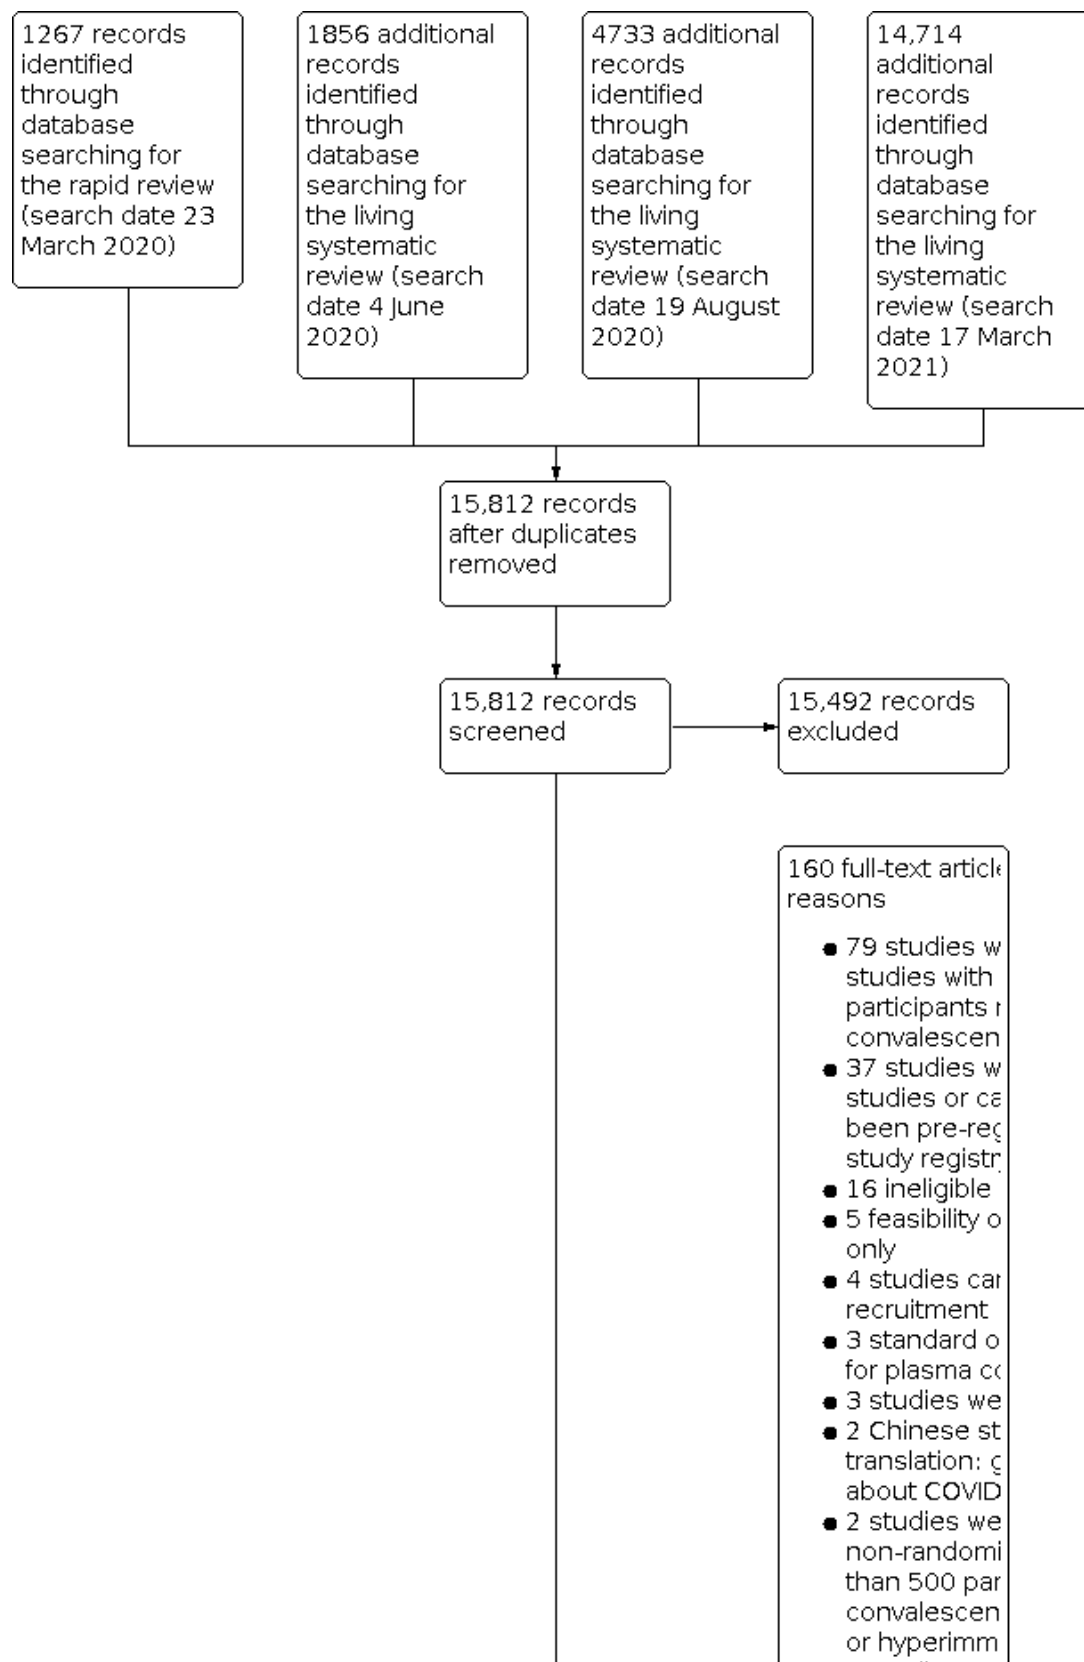 1267 records
identified
through
database
searching for
the rapid review
(search date 23
March 2020)
1856 additional
records
identified
through
database
searching for
the living
systematic
review (search
date 4 June
2020)
4733 additional
records
identified
through
database
searching for
the living
systematic
review (search
date 19 August
2020)
14,714
additional
records
identified
through
database
searching for
the living
systematic
review (search
date 17 March
2021)
15,812 records
after duplicates
removed
15,812 records
screened
15,492 records
excluded
160 full-text
reasons
● 79 studies
studies with
participants
convalescen
● 37 studies
studies or
been
study
● 16 ineligible
● 5 feasibility
only
● 4 studies
recruitment
● 3 standard
for plasma
● 3 studies
● 2 Chinese
translation:
about COVID
● 2 studies
non-randomi
than 500
convalescen
or hyperimm